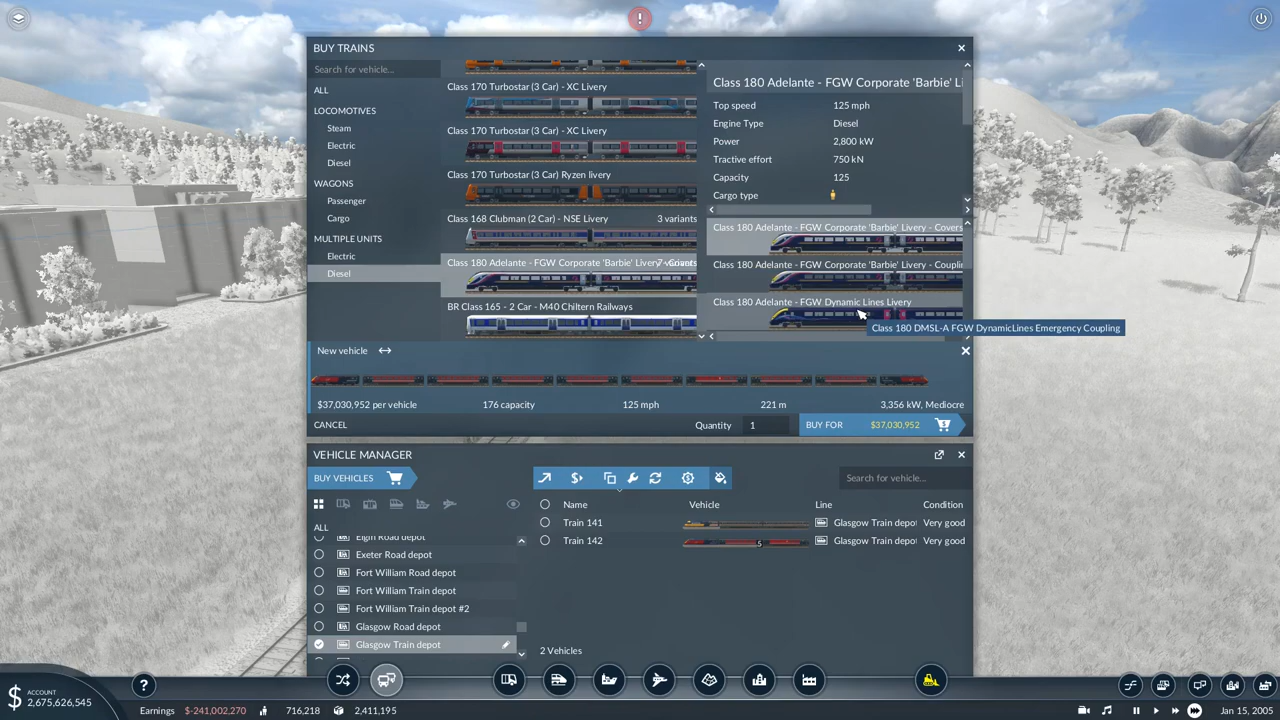 BUY TRAINS
Search for vehicle...
ALL
LOCOMOTIVES
Steam
Electric
Diesel
WAGONS
Passenger
Cargo
MULTIPLE UNITS
Electric
Diesel
Class 170 Turbostar (3 Car) - XC Livery
Class 170 Turbostar (3 Car) - XC Livery
Class 170 Turbostar (3 Car) Ryzen livery
Class 168 Clubman (2 Car) - NSE Livery 3 variants
Class 180 Adelante - FGW Corporate 'Barbie' Livery
BR Class 165 - 2 Car - M40 Chiltern Railways
Class 180 Adelante - FGW Corporate 'Barbie' Li
Top speed 125 mph
Engine Type Diesel
Power 2,800 kW
Tractive effort 750 kN
Capacity 125
Cargo type
Class 180 Adelante - FGW Corporate 'Barbie' Livery - Covers
Class 180 Adelante - FGW Corporate 'Barbie' Livery - Couplin
Class 180 Adelante - FGW Dynamic Lines Livery
Class 180 DMSL-A FGW DynamicLines Emergency Coupling
New vehicle
$37,030,952 per vehicle 176 capacity 125 mph 221 m 3,356 kW, Mediocre
CANCEL Quantity 1 BUY FOR $37,030,952
VEHICLE MANAGER
BUY VEHICLES Search for vehicle...
ALL
Elgin Road depot
Exeter Road depot
Fort William Road depot
Fort William Train depot
Fort William Train depot #2
Glasgow Road depot
Glasgow Train depot
Name Vehicle Line Condition
Train 141 Glasgow Train depot Very good
Train 142 5 Glasgow Train depot Very good
2 Vehicles
$ ACCOUNT
2,675,626,545
?
Earnings $-241,002,270 716,218 2,411,195 Jan 15, 2005